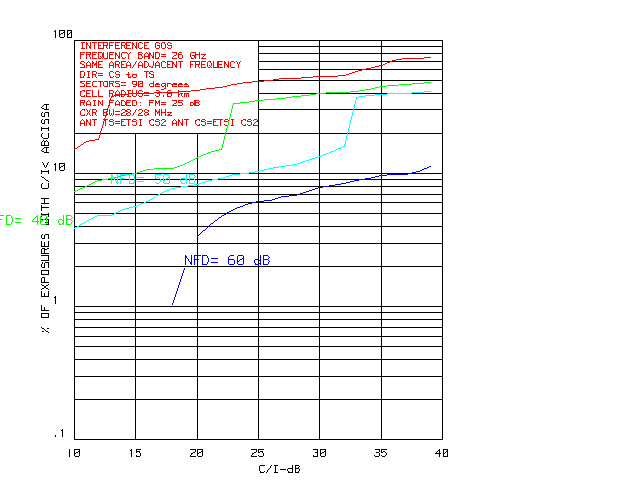 100
INTERFERENCE GOS
FREQUENCY BAND= 26 GHz
SAME AREA/ADJACENT FREQUENCY
DIR= CS to TS
SECTORS= 90 degrees
CELL RADIUS= 3.6 km
RAIN FADED: FM= 25 dB
CXR BW=28/28 MHz
ANT TS=ETSI CS2 ANT CS=ETSI CS2
% OF EXPOSURES WITH C/I< ABCISSA
10
NFD= 50 dB
FD= 40 dB
NFD= 60 dB
1
.1
10 15 20 25 30 35 40
C/I-dB